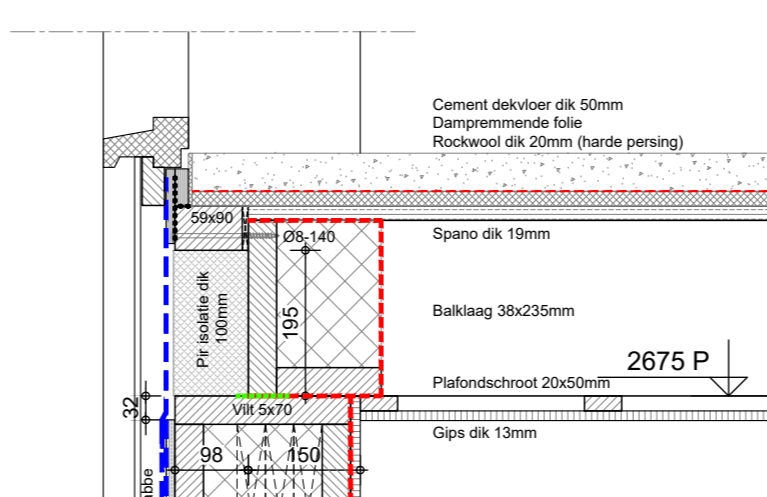 Cement dekvloer dik 50mm
Dampremmende folie
Rockwool dik 20mm (harde persing)
59x90
Ø8-140
Spano dik 19mm
Pir isolatie dik
100mm
195
Balklaag 38x235mm
2675 P
Plafondschroot 20x50mm
32
Vilt 5x70
Gips dik 13mm
98
150